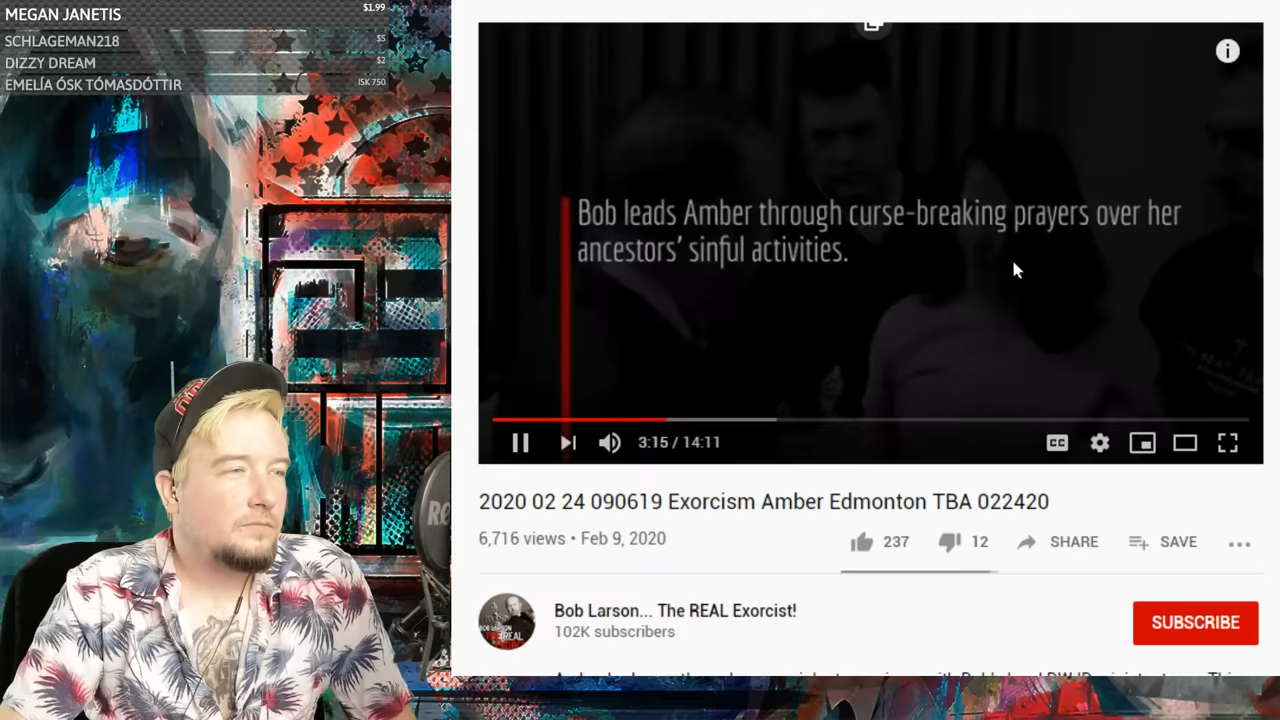 MEGAN JANETIS $1.99
SCHLAGEMAN218 $5
DIZZY DREAM $2
EMELÍA ÓSK TÓMASDÓTTIR ISK 750
Bob leads Amber through curse-breaking prayers over her
ancestors' sinful activities.
3:15 / 14:11
CC
2020 02 24 090619 Exorcism Amber Edmonton TBA 022420
6,716 views • Feb 9, 2020
237
12
SHARE
SAVE
Bob Larson... The REAL Exorcist!
102K subscribers
SUBSCRIBE